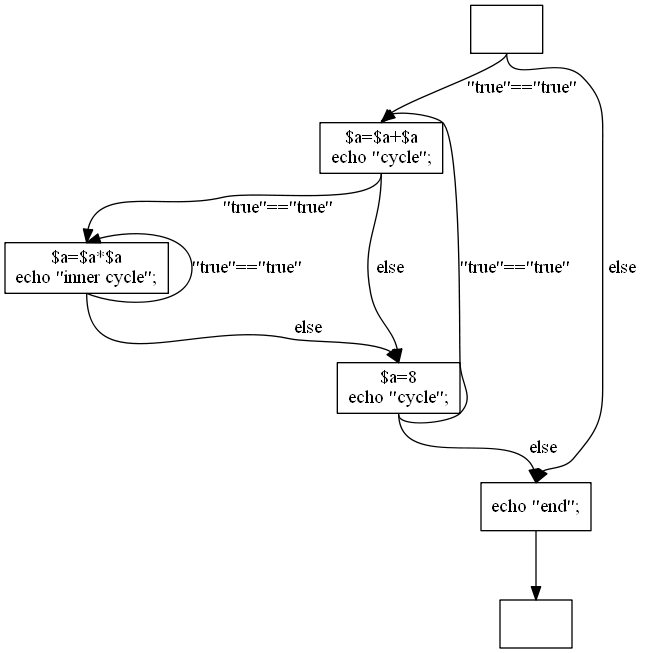 "true"=="true"
$a=$a+$a
echo "cycle";
"true"=="true"
$a=$a*$a
echo "inner cycle";
"true"=="true"
else
"true"=="true"
else
else
$a=8
echo "cycle";
else
echo "end";